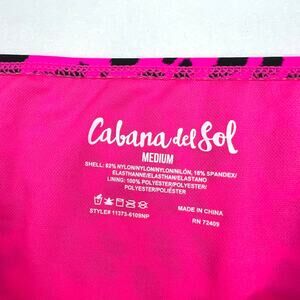 Cabana del Sol
MEDIUM
SHELL: 82% NYLON/NYLON/NYLON/NILÓN, 18% SPANDEX/
ELASTHANNE/ELASTAN/ELASTANO
LINING: 100% POLYESTER/POLYESTER/
POLYESTER/POLIÉSTER
MADE IN CHINA
STYLE# 11373-6109NP
RN 72409